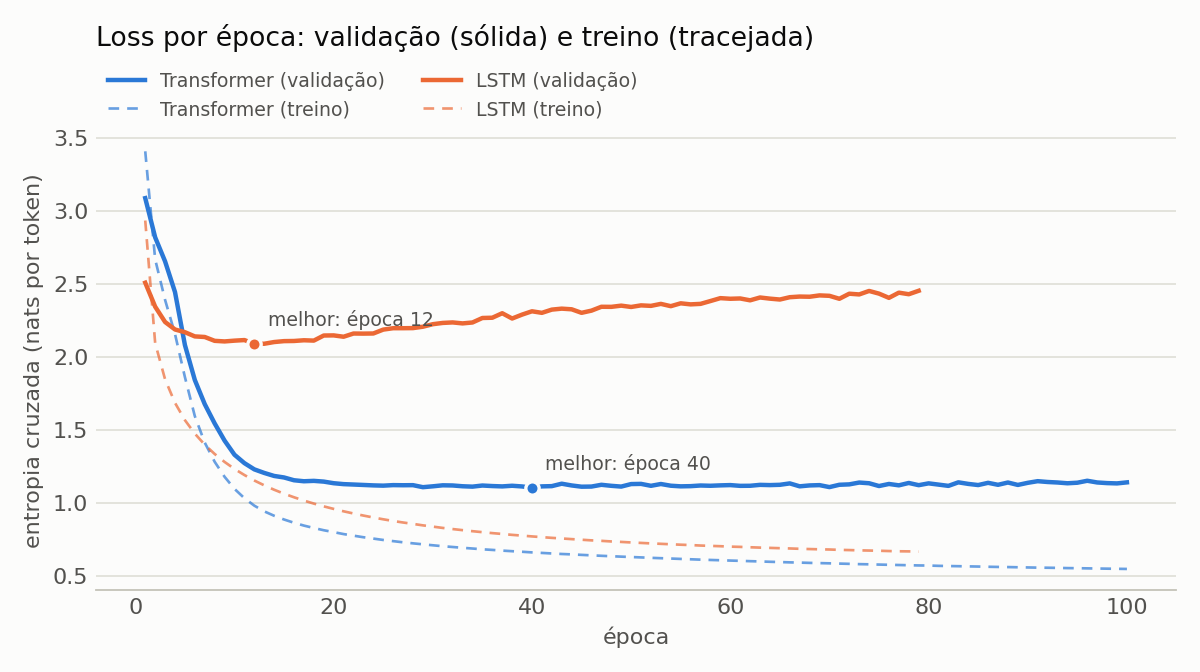 Loss por época: validação (sólida) e treino (tracejada)
Transformer (validação)
Transformer (treino)
LSTM (validação)
LSTM (treino)
entropia cruzada (nats por token)
3.5
3.0
2.5
2.0
1.5
1.0
0.5
melhor: época 12
melhor: época 40
0
20
40
60
80
100
época